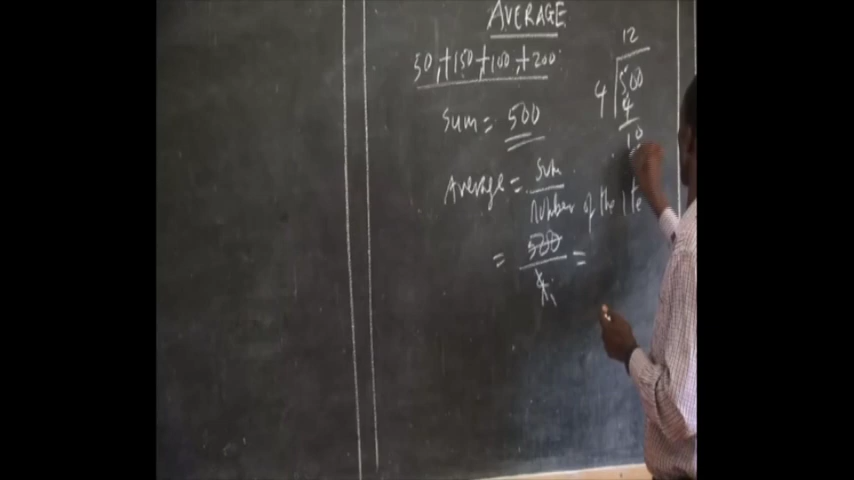 AVERAGE
50,+150+100,+200
Sum = 500
Average = Sum
number of the ite
= 500
4
=
12
4 500
4
10